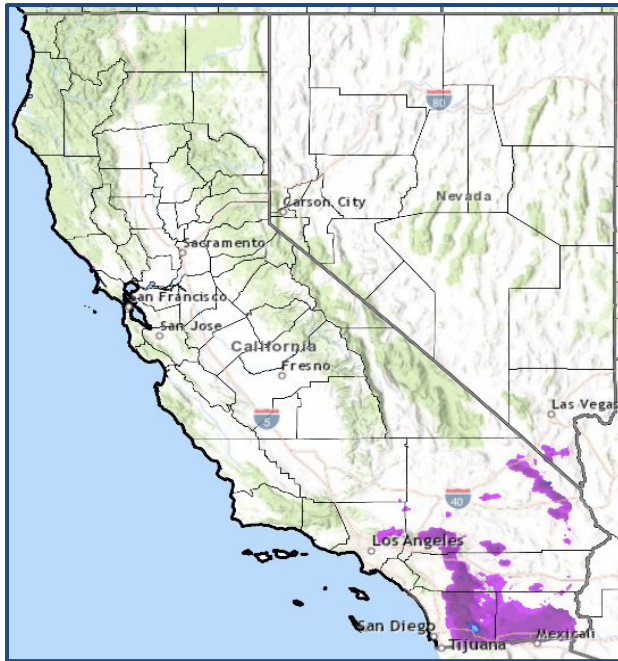 80
Carson City
Nevada
Sacramento
San Francisco
San Jose
California
Fresno
5
Las Vegas
40
Los Angeles
San Diego
Mexicali
Tijuana